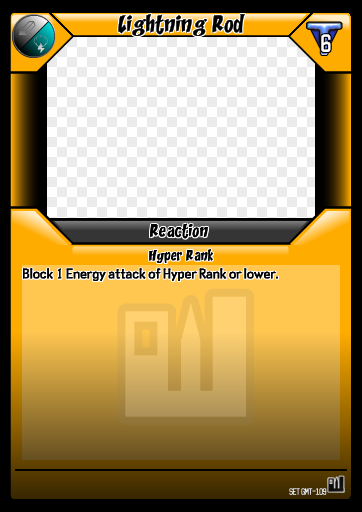 Lightning Rod
6
Reaction
Hyper Rank
Block 1 Energy attack of Hyper Rank or lower.
SET GMT-109